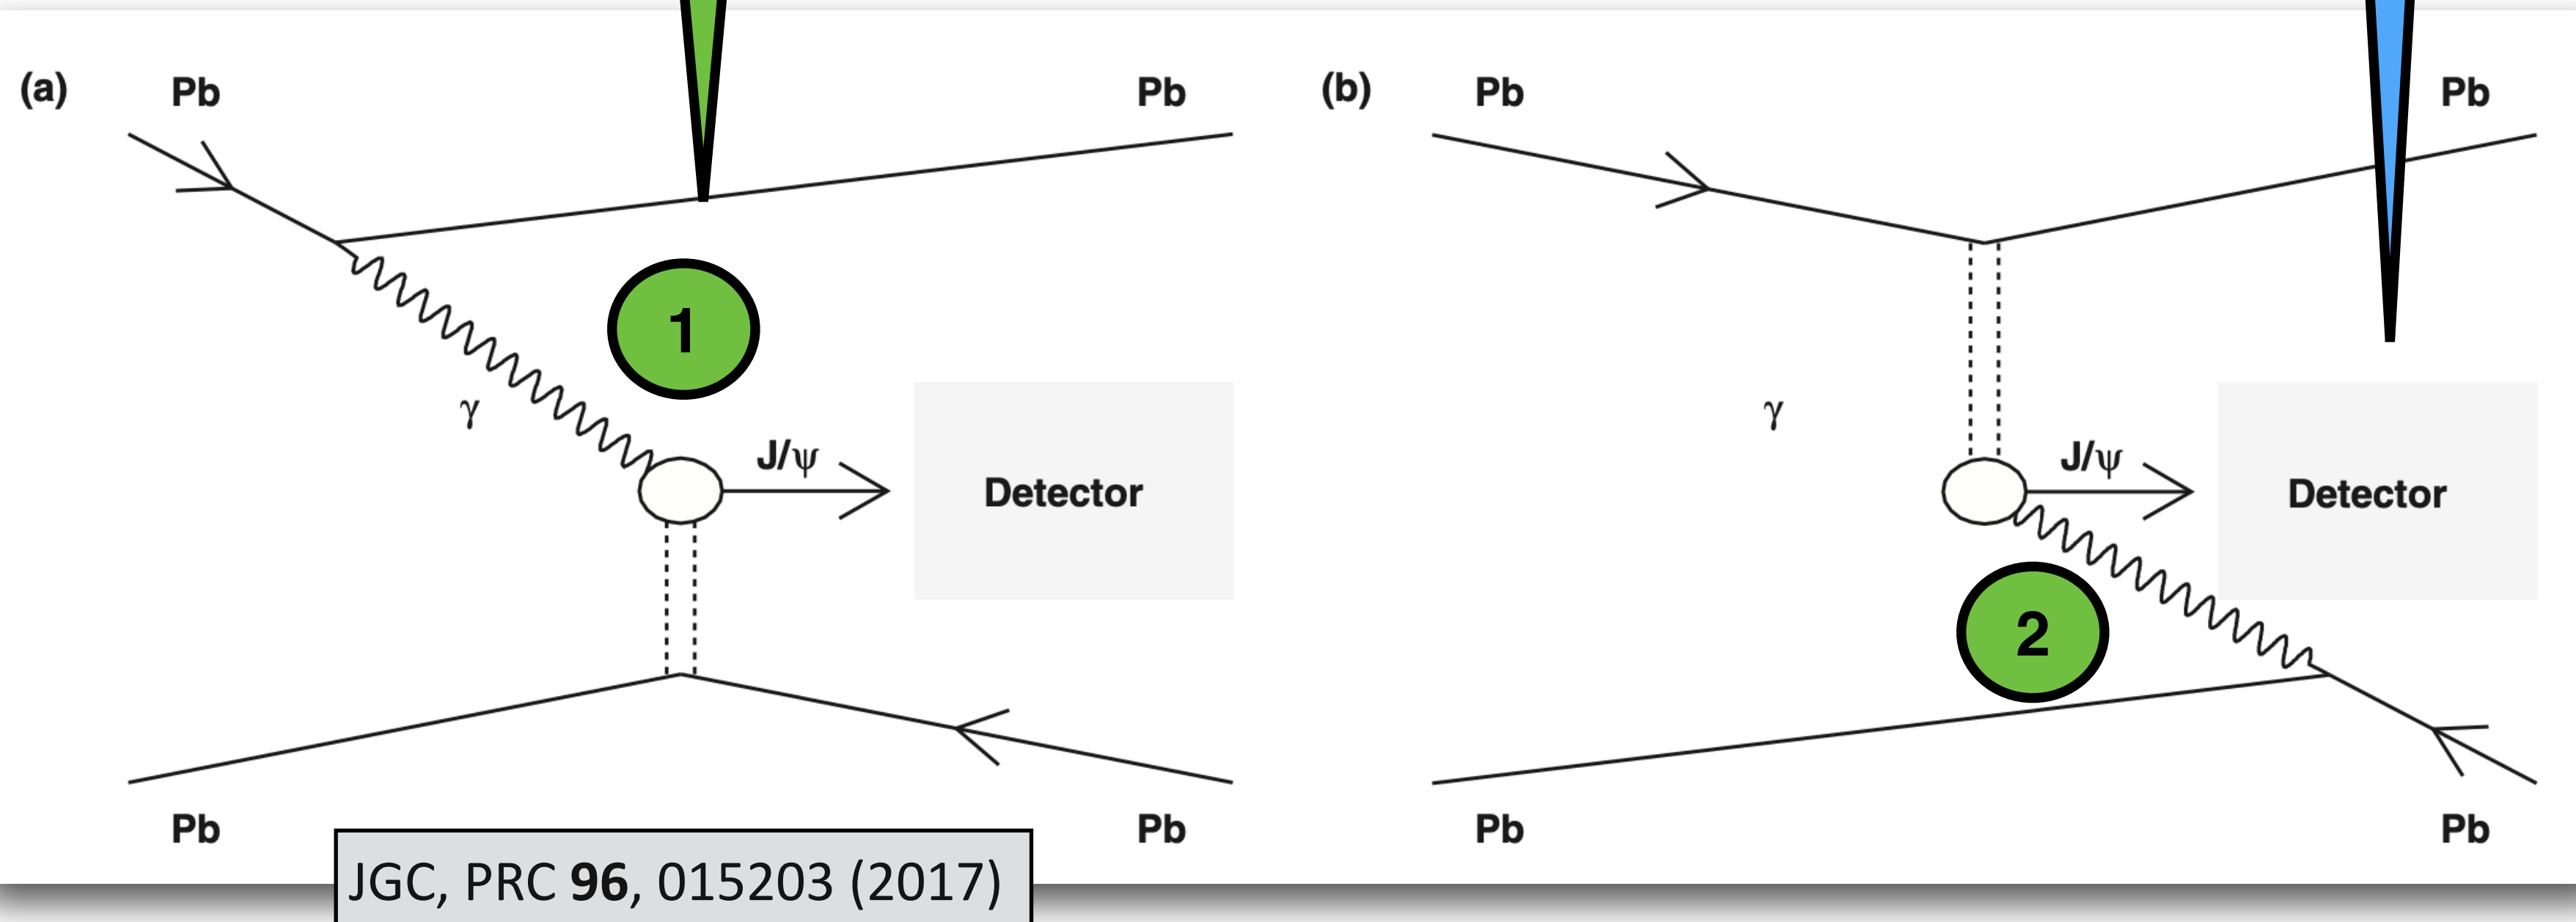 (a)
Pb
Pb
1
γ
J/ψ
Detector
Pb
Pb
(b)
Pb
Pb
γ
J/ψ
Detector
2
Pb
Pb
JGC, PRC 96, 015203 (2017)